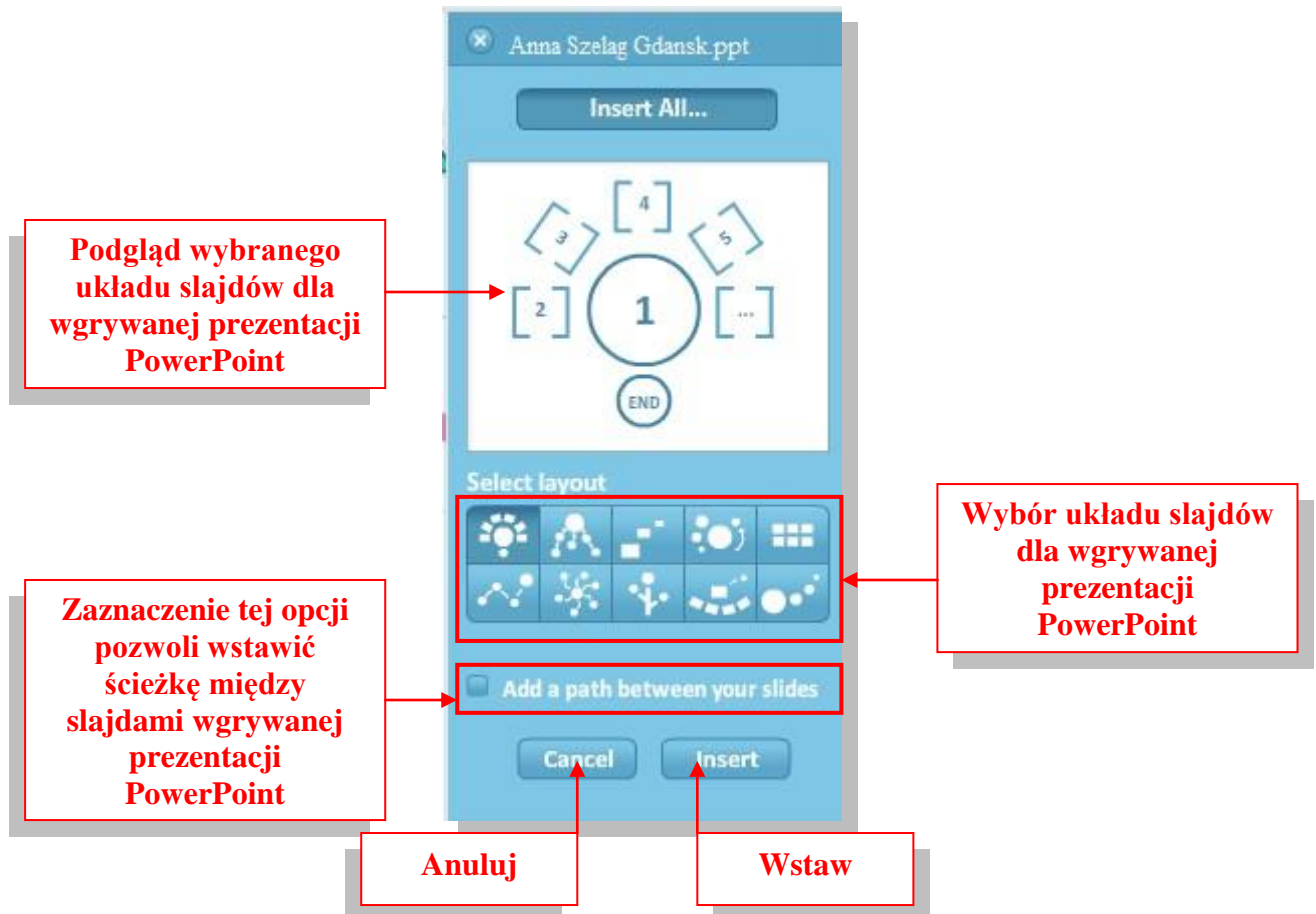 Anna Szelag Gdansk.ppt
Insert All...
4
3
5
2
1
...
END
Podgląd wybranego
układu slajdów dla
wgrywanej prezentacji
PowerPoint
Select layout
Wybór układu slajdów
dla wgrywanej
prezentacji
PowerPoint
Zaznaczenie tej opcji
pozwoli wstawić
ścieżkę między
slajdami wgrywanej
prezentacji
PowerPoint
Add a path between your slides
Cancel
Insert
Anuluj
Wstaw